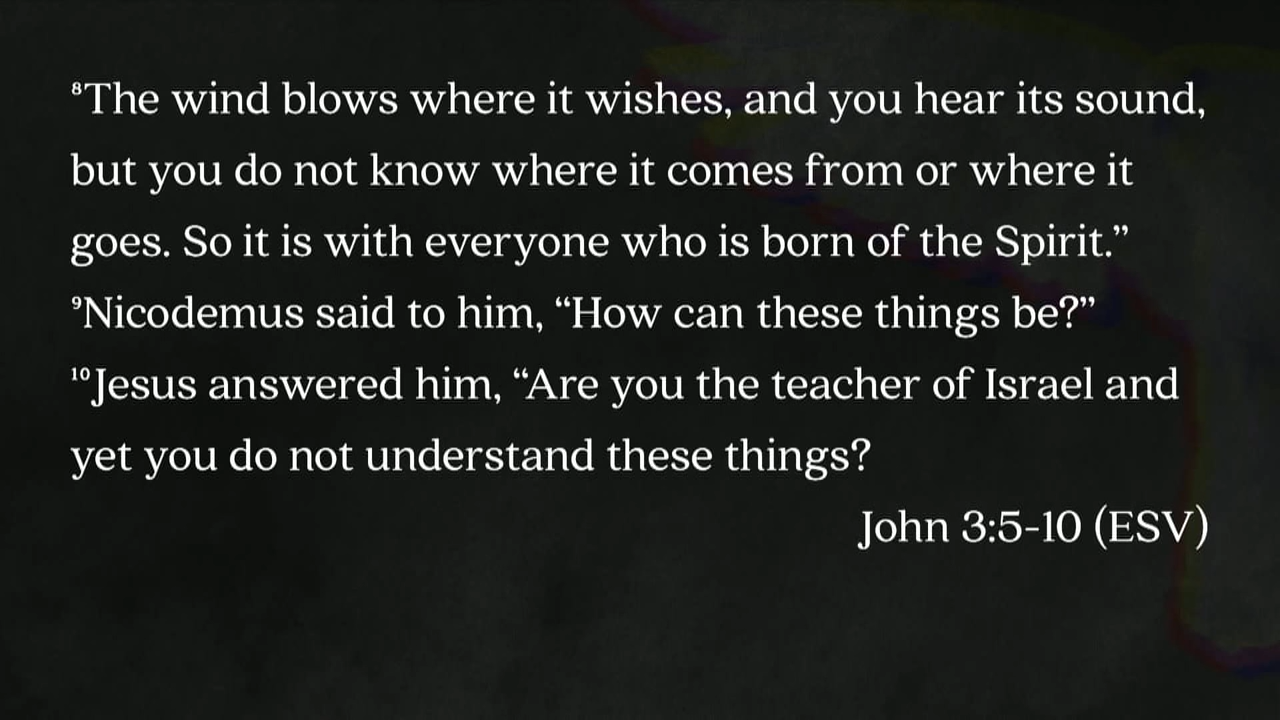 ⁸The wind blows where it wishes, and you hear its sound,
but you do not know where it comes from or where it
goes. So it is with everyone who is born of the Spirit.”
⁹Nicodemus said to him, “How can these things be?”
¹⁰Jesus answered him, “Are you the teacher of Israel and
yet you do not understand these things?
John 3:5-10 (ESV)